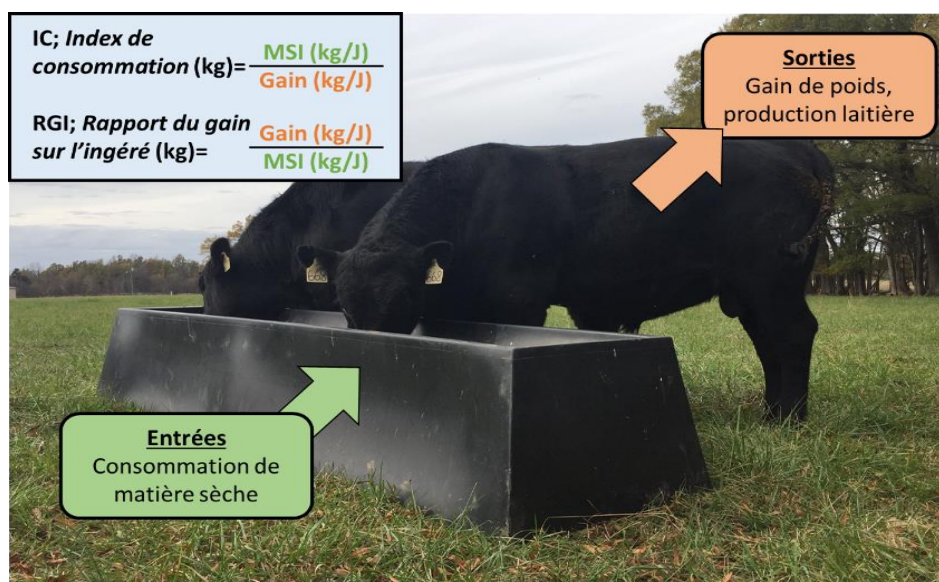 IC; Index de
consommation (kg)= MSI (kg/J)
Gain (kg/J)
RGI; Rapport du gain
sur l’ingéré (kg)= Gain (kg/J)
MSI (kg/J)
Sorties
Gain de poids,
production laitière
Entrées
Consommation de
matière sèche